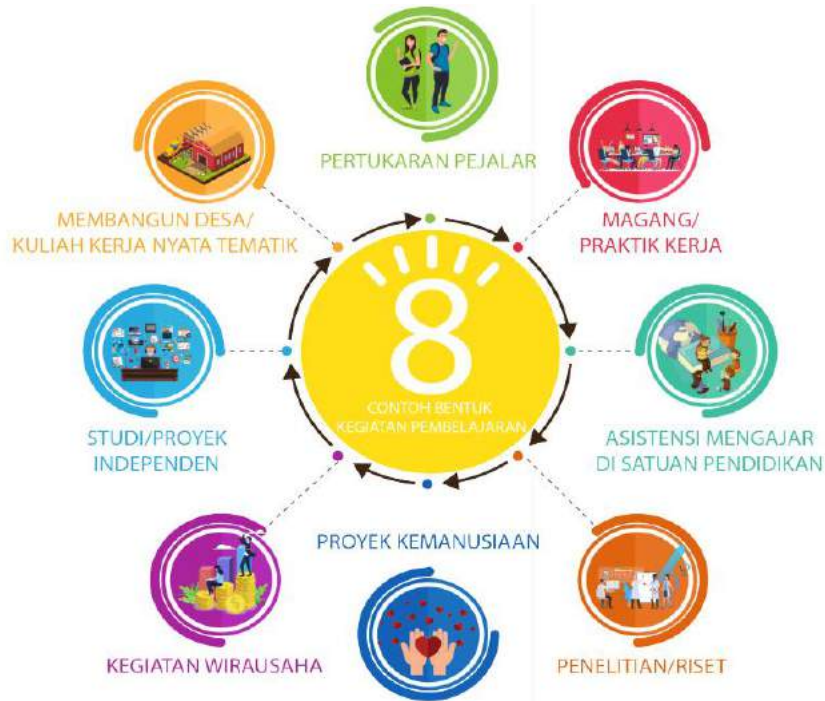 PERTUKARAN PEJALAR
MAGANG/
PRAKTIK KERJA
ASISTENSI MENGAJAR
DI SATUAN PENDIDIKAN
PENELITIAN/RISET
PROYEK KEMANUSIAAN
KEGIATAN WIRAUSAHA
STUDI/PROYEK
INDEPENDEN
MEMBANGUN DESA/
KULIAH KERJA NYATA TEMATIK
8
CONTOH BENTUK
KEGIATAN PEMBELAJARAN